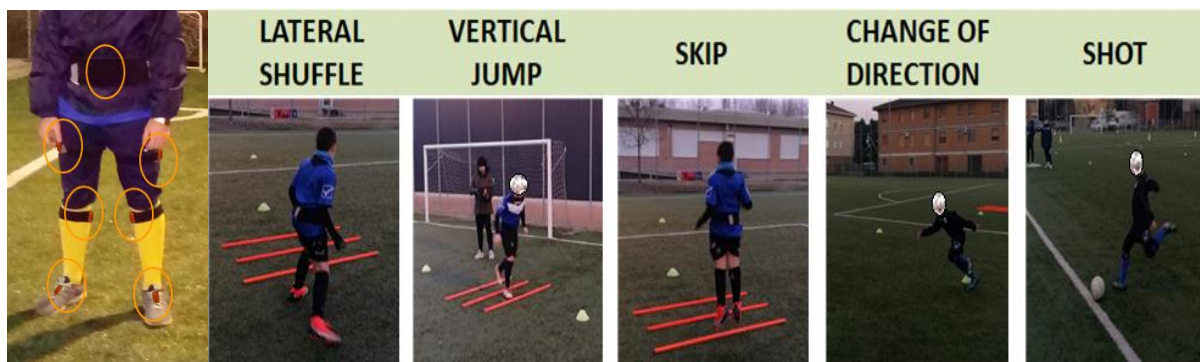 LATERAL
SHUFFLE
VERTICAL
JUMP
SKIP
CHANGE OF
DIRECTION
SHOT